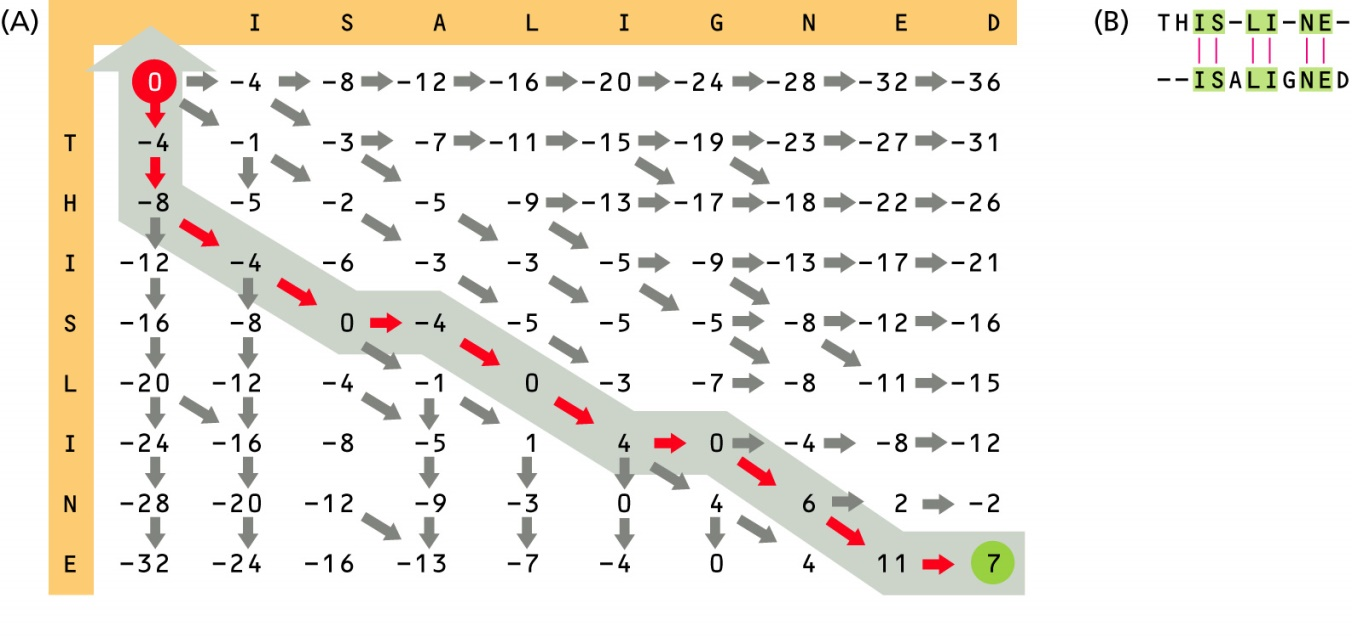 (A) I S A L I G N E D
0 -4 -8 -12 -16 -20 -24 -28 -32 -36
T -4 -1 -3 -7 -11 -15 -19 -23 -27 -31
H -8 -5 -2 -5 -9 -13 -17 -18 -22 -26
I -12 -4 -6 -3 -3 -5 -9 -13 -17 -21
S -16 -8 0 -4 -5 -5 -5 -8 -12 -16
L -20 -12 -4 -1 0 -3 -7 -8 -11 -15
I -24 -16 -8 -5 1 4 0 -4 -8 -12
N -28 -20 -12 -9 -3 0 4 6 2 -2
E -32 -24 -16 -13 -7 -4 0 4 11 7
(B) THIS-LI-NE-
--ISALIGNED